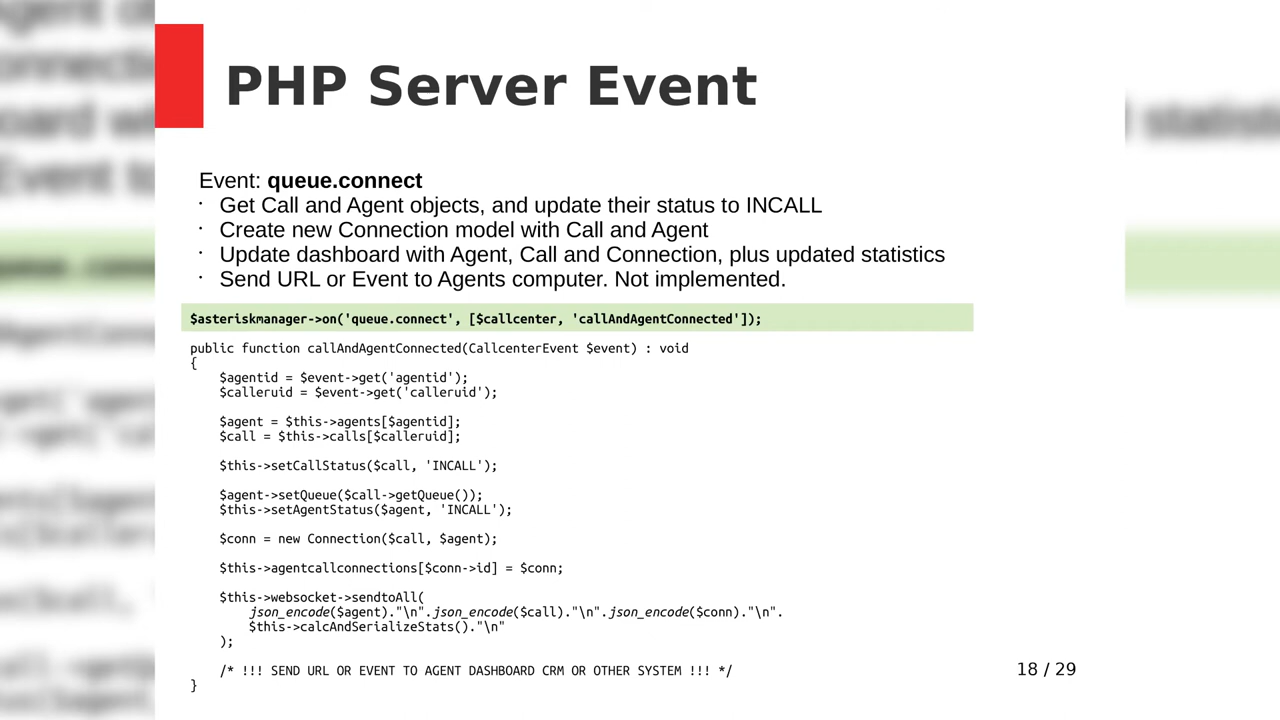 PHP Server Event
Event: queue.connect
· Get Call and Agent objects, and update their status to INCALL
· Create new Connection model with Call and Agent
· Update dashboard with Agent, Call and Connection, plus updated statistics
· Send URL or Event to Agents computer. Not implemented.
$asteriskmanager->on('queue.connect', [$callcenter, 'callAndAgentConnected']);
public function callAndAgentConnected(CallcenterEvent $event) : void
{
    $agentid = $event->get('agentid');
    $calleruid = $event->get('calleruid');
    $agent = $this->agents[$agentid];
    $call = $this->calls[$calleruid];
    $this->setCallStatus($call, 'INCALL');
    $agent->setQueue($call->getQueue());
    $this->setAgentStatus($agent, 'INCALL');
    $conn = new Connection($call, $agent);
    $this->agentcallconnections[$conn->id] = $conn;
    $this->websocket->sendtoAll(
        json_encode($agent)."\n".json_encode($call)."\n".json_encode($conn)."\n".
        $this->calcAndSerializeStats()."\n"
    );
    /* !!! SEND URL OR EVENT TO AGENT DASHBOARD CRM OR OTHER SYSTEM !!! */
}
18 / 29